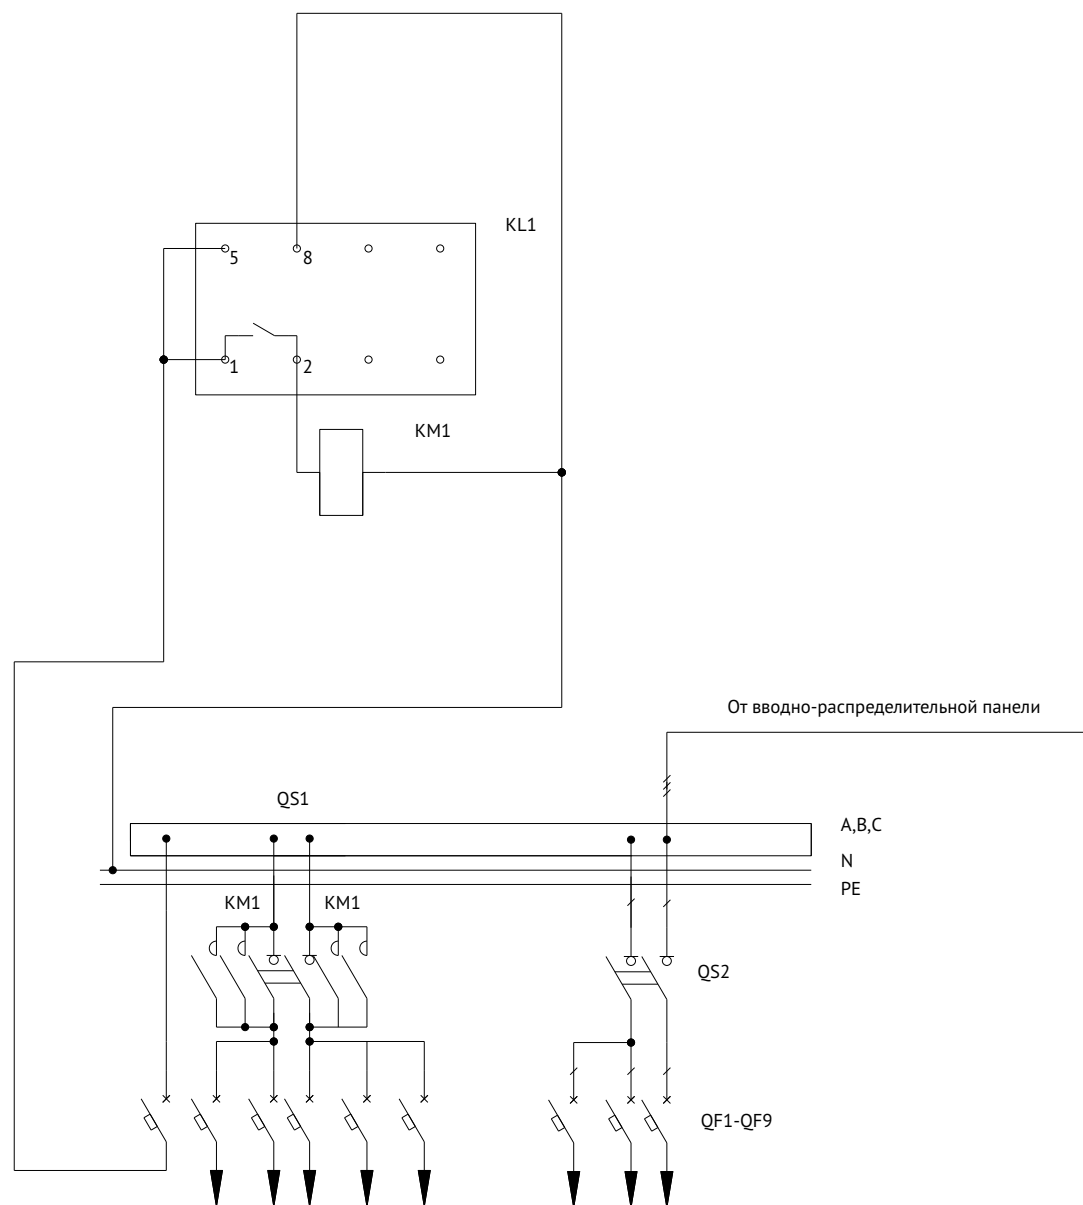 KL1
5
8
1
2
KM1
От вводно-распределительной панели
QS1
A,B,C
N
PE
KM1
KM1
QS2
QF1-QF9